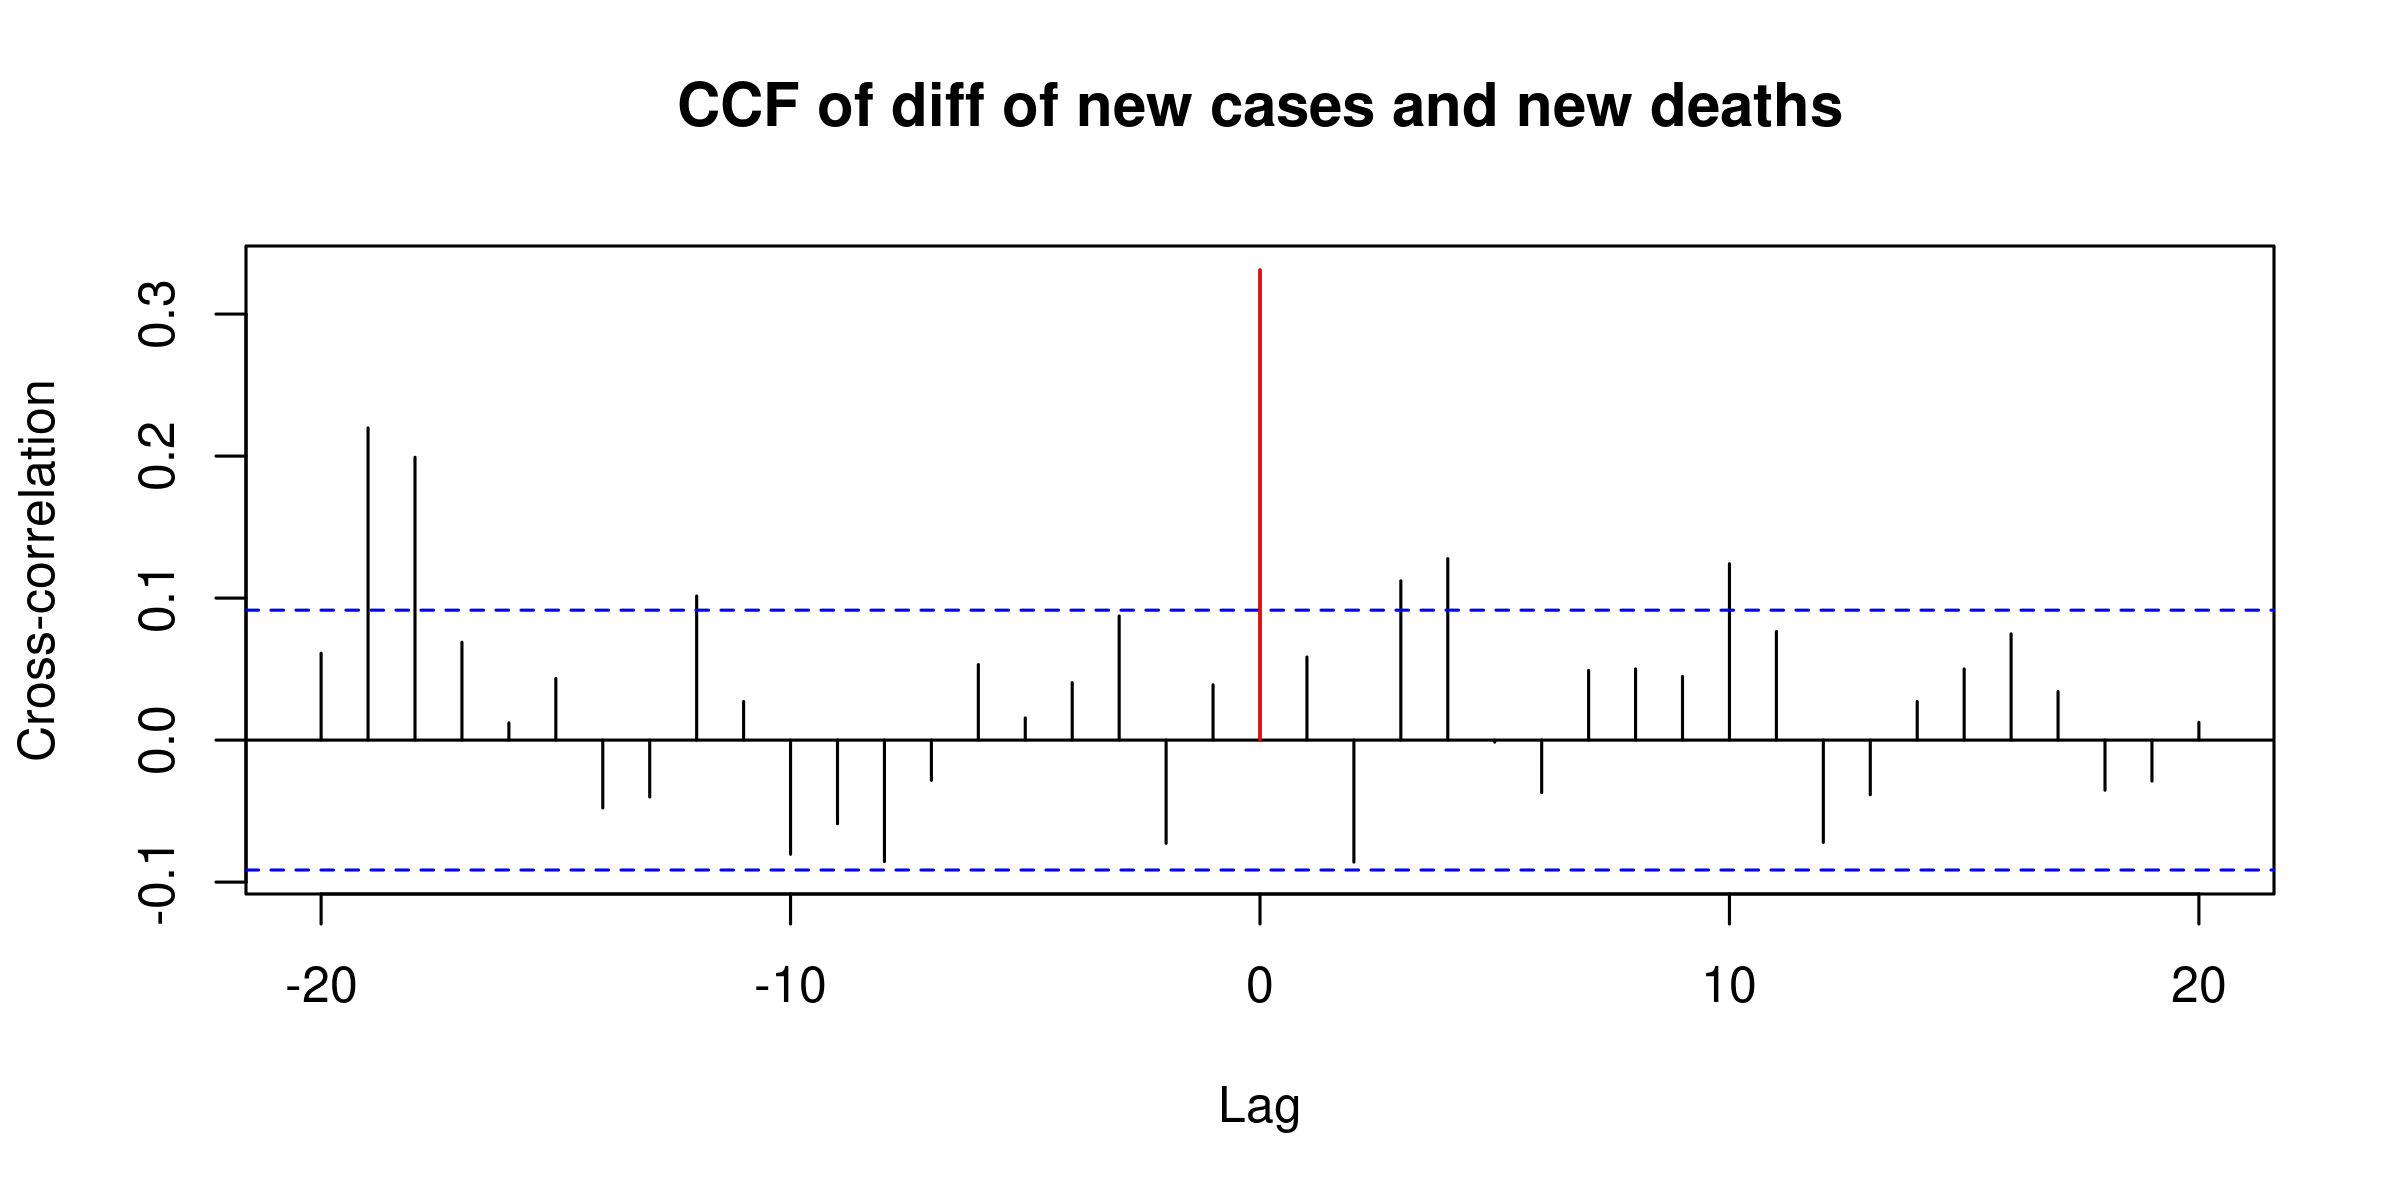 CCF of diff of new cases and new deaths
Cross-correlation
0.3
0.2
0.1
0.0
-0.1
-20 -10 0 10 20
Lag